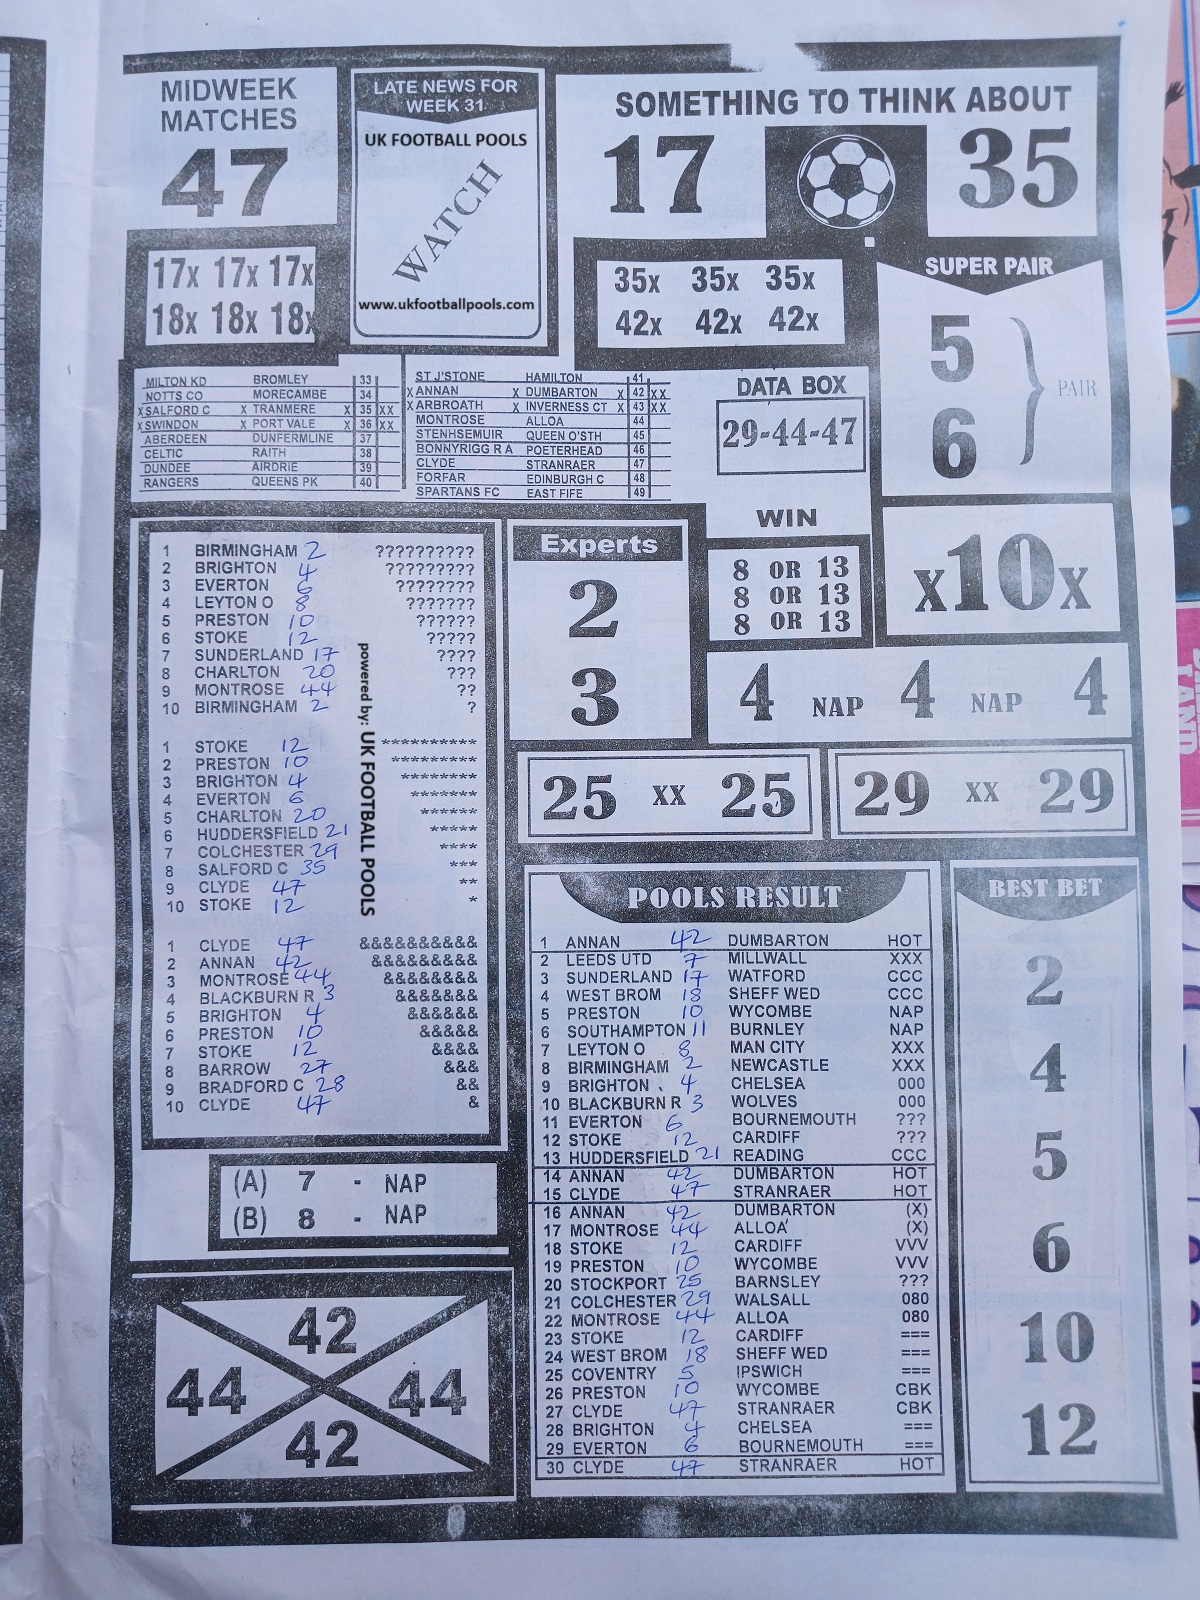 MIDWEEK
MATCHES
47
17x 17x 17x
18x 18x 18x
LATE NEWS FOR
WEEK 31
UK FOOTBALL POOLS
WATCH
www.ukfootballpools.com
SOMETHING TO THINK ABOUT
17 35
35x 35x 35x
42x 42x 42x
SUPER PAIR
5
6
PAIR
MILTON KD BROMLEY 33
NOTTS CO MORECAMBE 34
X SALFORD C X TRANMERE X 35 XX
X SWINDON X PORT VALE X 36 XX
ABERDEEN DUNFERMLINE 37
CELTIC RAITH 38
DUNDEE AIRDRIE 39
RANGERS QUEENS PK 40
ST J'STONE HAMILTON 41
X ANNAN X DUMBARTON X 42 XX
X ARBROATH X INVERNESS CT X 43 XX
MONTROSE ALLOA 44
STENHSEMUIR QUEEN O'STH 45
BONNYRIGG R A POETERHEAD 46
CLYDE STRANRAER 47
FORFAR EDINBURGH C 48
SPARTANS FC EAST FIFE 49
DATA BOX
29-44-47
WIN
8 OR 13
8 OR 13
8 OR 13
x10x
Experts
2
3
4 NAP 4 NAP 4
25 XX 25
29 XX 29
1 BIRMINGHAM 2 ??????????
2 BRIGHTON 4 ?????????
3 EVERTON 6 ????????
4 LEYTON O 8 ???????
5 PRESTON 10 ??????
6 STOKE 12 ?????
7 SUNDERLAND 17 ????
8 CHARLTON 20 ???
9 MONTROSE 44 ??
10 BIRMINGHAM 2 ?
powered by: UK FOOTBALL POOLS
1 STOKE 12 **********
2 PRESTON 10 *********
3 BRIGHTON 4 ********
4 EVERTON 6 *******
5 CHARLTON 20 ******
6 HUDDERSFIELD 21 *****
7 COLCHESTER 29 ****
8 SALFORD C 35 ***
9 CLYDE 47 **
10 STOKE 12 *
1 CLYDE 47 &&&&&&&&&&
2 ANNAN 42 &&&&&&&&&
3 MONTROSE 44 &&&&&&&&
4 BLACKBURN R 3 &&&&&&&
5 BRIGHTON 4 &&&&&&
6 PRESTON 10 &&&&&
7 STOKE 12 &&&&
8 BARROW 27 &&&
9 BRADFORD C 28 &&
10 CLYDE 47 &
(A) 7 - NAP
(B) 8 - NAP
42
44 44
42
POOLS RESULT
1 ANNAN 42 DUMBARTON HOT
2 LEEDS UTD 7 MILLWALL XXX
3 SUNDERLAND 17 WATFORD CCC
4 WEST BROM 18 SHEFF WED CCC
5 PRESTON 10 WYCOMBE NAP
6 SOUTHAMPTON 11 BURNLEY NAP
7 LEYTON O 8 MAN CITY XXX
8 BIRMINGHAM 2 NEWCASTLE XXX
9 BRIGHTON 4 CHELSEA 000
10 BLACKBURN R 3 WOLVES 000
11 EVERTON 6 BOURNEMOUTH ???
12 STOKE 12 CARDIFF ???
13 HUDDERSFIELD 21 READING CCC
14 ANNAN 42 DUMBARTON HOT
15 CLYDE 47 STRANRAER HOT
16 ANNAN 42 DUMBARTON (X)
17 MONTROSE 44 ALLOA (X)
18 STOKE 12 CARDIFF VVV
19 PRESTON 10 WYCOMBE VVV
20 STOCKPORT 25 BARNSLEY ???
21 COLCHESTER 29 WALSALL 080
22 MONTROSE 44 ALLOA 080
23 STOKE 12 CARDIFF ===
24 WEST BROM 18 SHEFF WED ===
25 COVENTRY 5 IPSWICH ===
26 PRESTON 10 WYCOMBE CBK
27 CLYDE 47 STRANRAER CBK
28 BRIGHTON 4 CHELSEA ===
29 EVERTON 6 BOURNEMOUTH ===
30 CLYDE 47 STRANRAER HOT
BEST BET
2
4
5
6
10
12